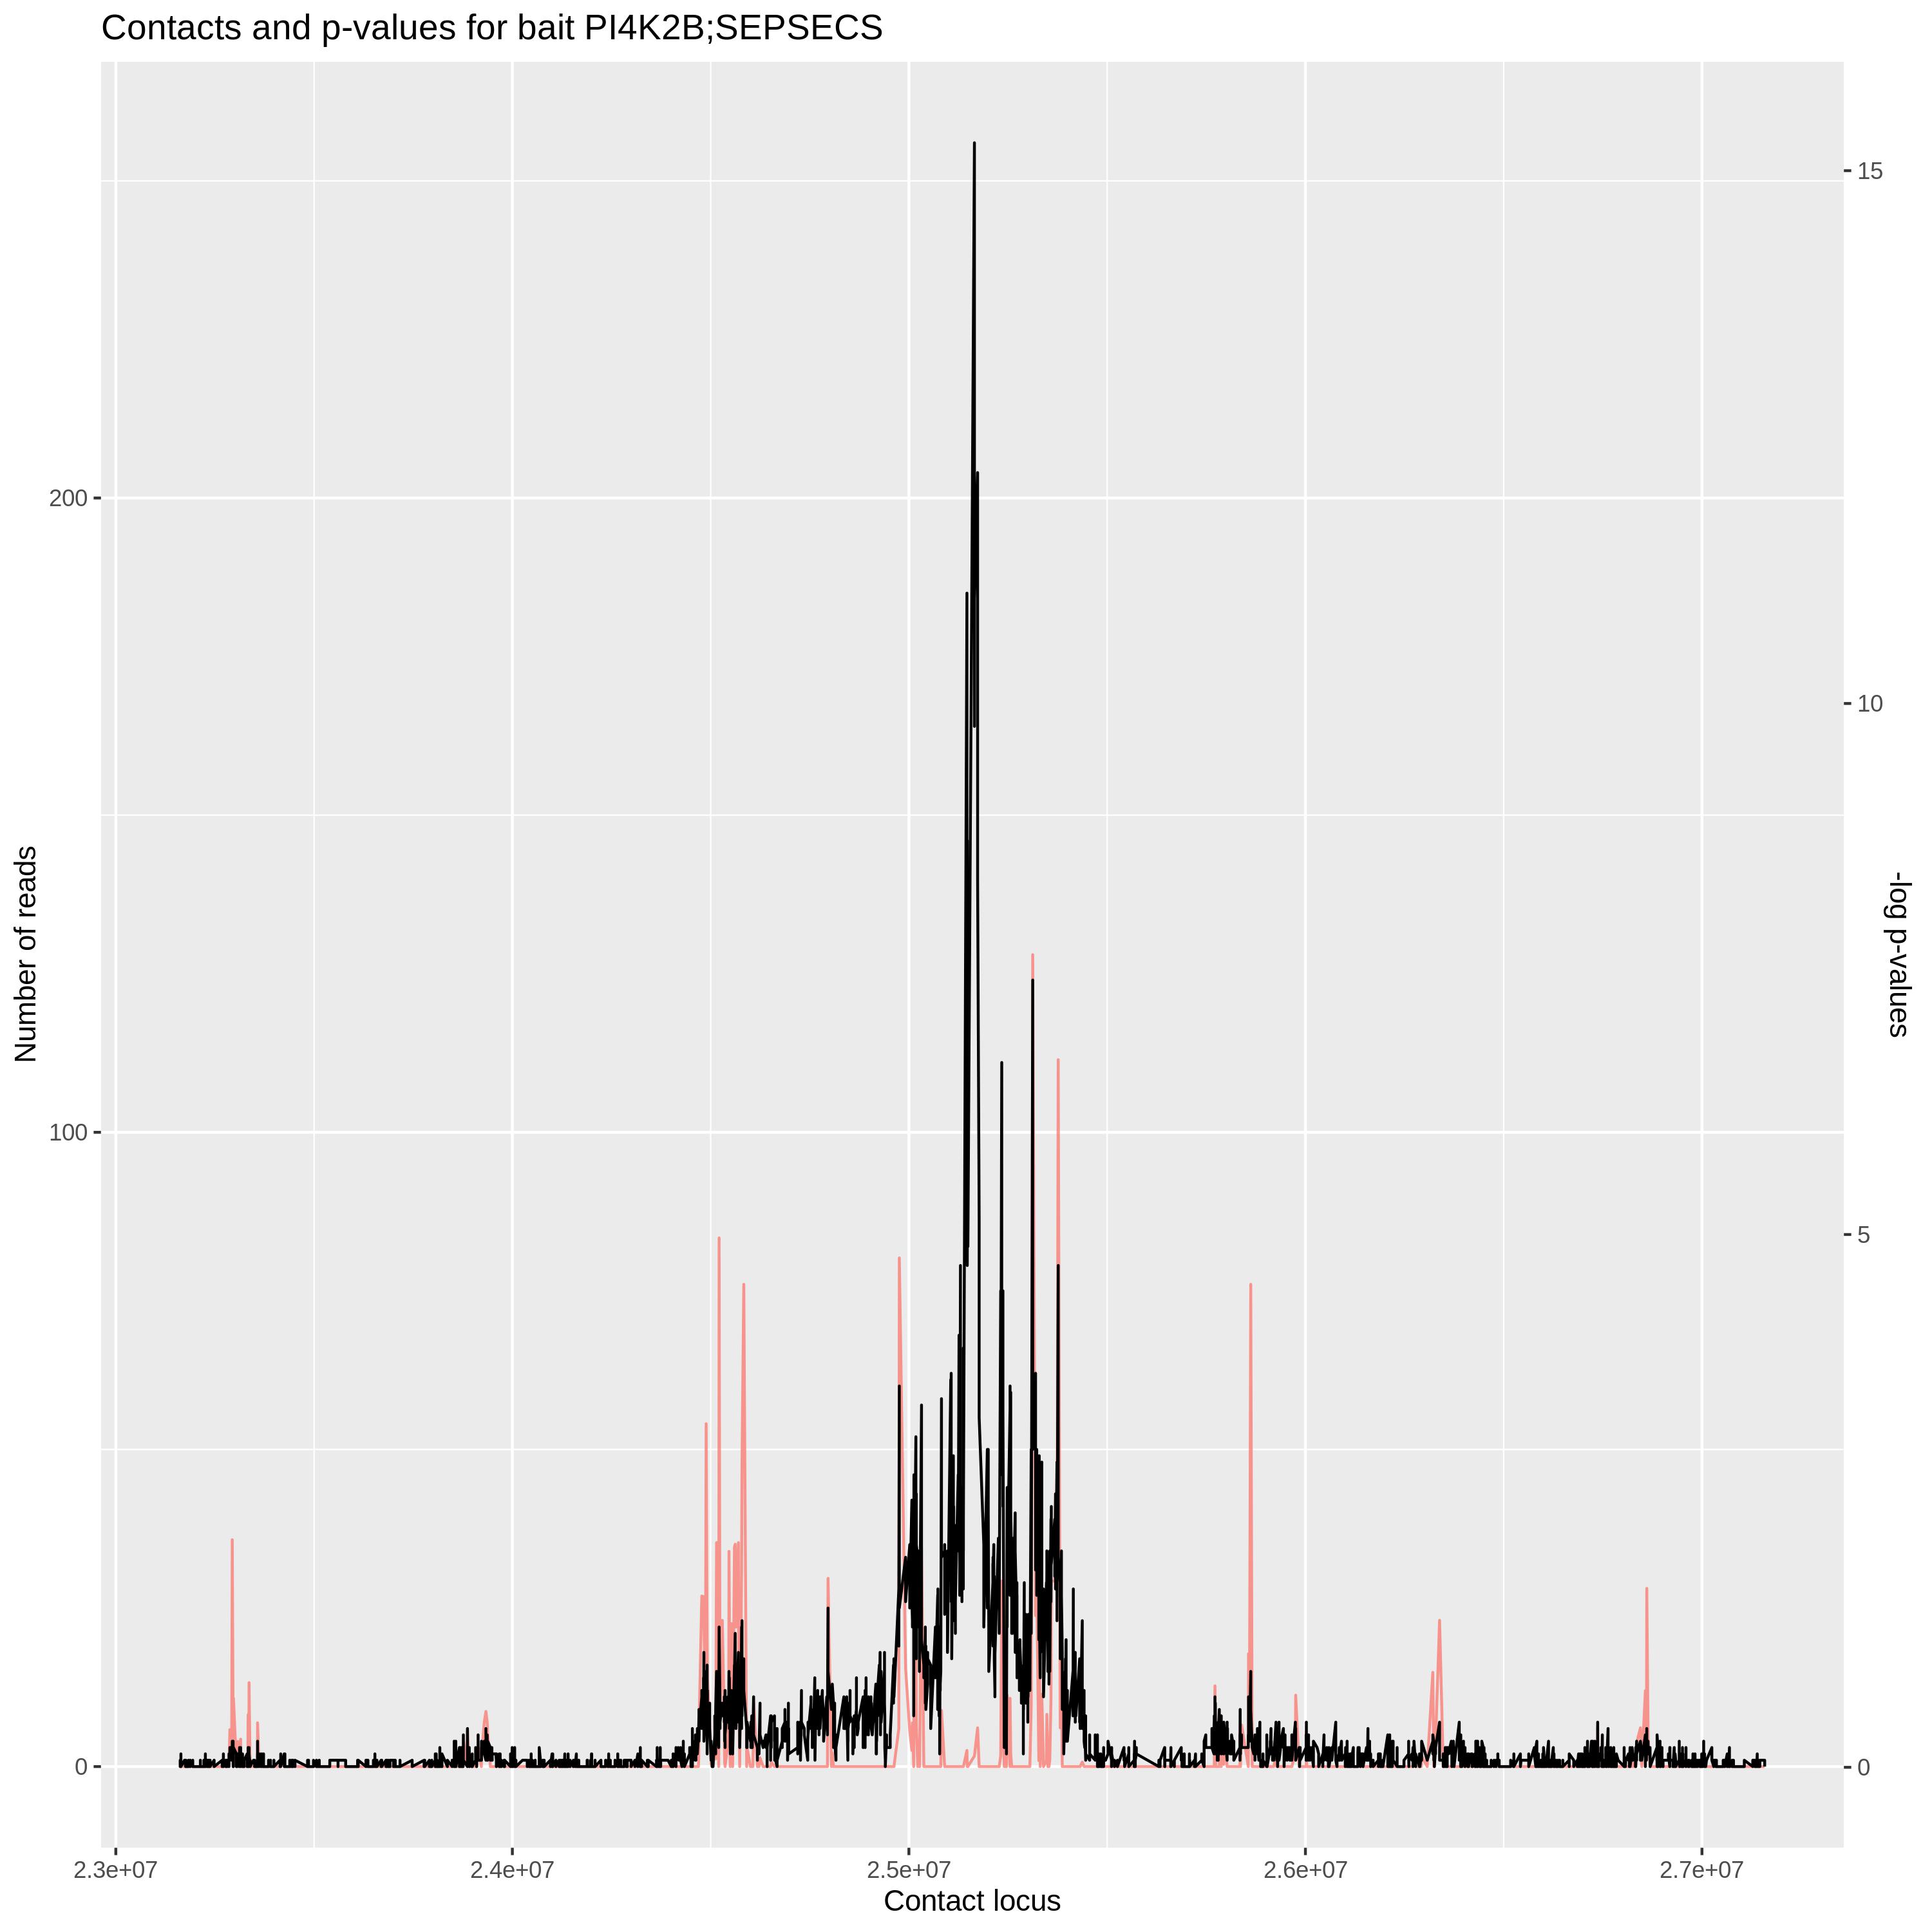 Contacts and p-values for bait PI4K2B;SEPSECS
15
200
10
Number of reads
-log p-values
100
5
0
0
2.3e+07
2.4e+07
2.5e+07
2.6e+07
2.7e+07
Contact locus